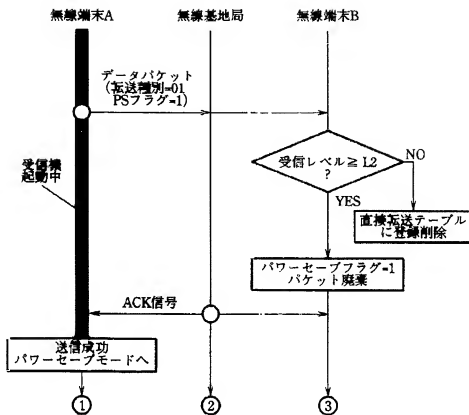 無線端末A
無線基地局
無線端末B
データパケット
(転送種別=01
PSフラグ=1)
受信機
起動中
受信レベル≧L2
?
NO
YES
直接転送テーブル
に登録削除
パワーセーブフラグ=1
パケット廃棄
ACK信号
送信成功
パワーセーブモードへ
①
②
③